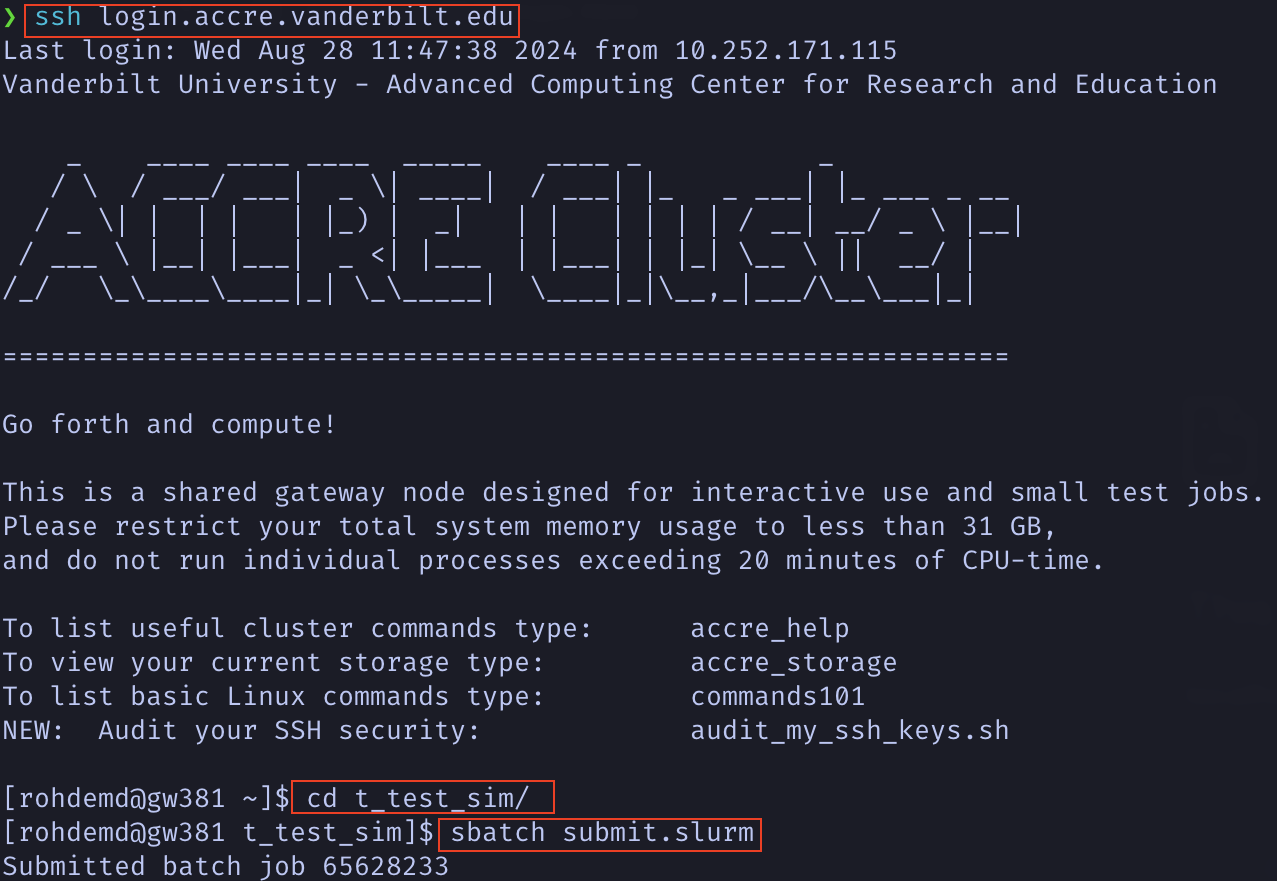 ❯ ssh login.accre.vanderbilt.edu
Last login: Wed Aug 28 11:47:38 2024 from 10.252.171.115
Vanderbilt University - Advanced Computing Center for Research and Education
ACCRE Cluster
===============================================================
Go forth and compute!
This is a shared gateway node designed for interactive use and small test jobs.
Please restrict your total system memory usage to less than 31 GB,
and do not run individual processes exceeding 20 minutes of CPU-time.
To list useful cluster commands type:      accre_help
To view your current storage type:         accre_storage
To list basic Linux commands type:         commands101
NEW:  Audit your SSH security:             audit_my_ssh_keys.sh
[rohdemd@gw381 ~]$ cd t_test_sim/
[rohdemd@gw381 t_test_sim]$ sbatch submit.slurm
Submitted batch job 65628233